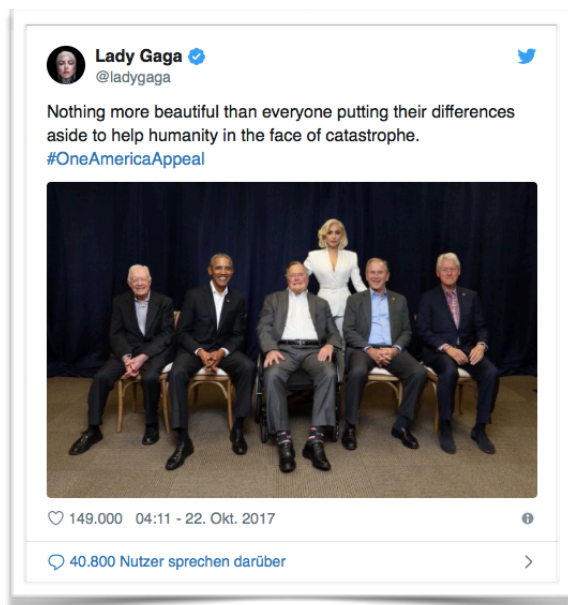 Lady Gaga
@ladygaga
Nothing more beautiful than everyone putting their differences
aside to help humanity in the face of catastrophe.
#OneAmericaAppeal
149.000 04:11 - 22. Okt. 2017
40.800 Nutzer sprechen darüber